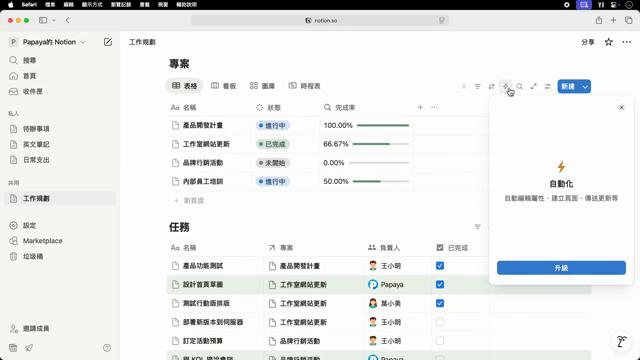 Safari 檔案 編輯 顯示方式 瀏覽記錄 書籤 視窗 輔助說明
notion.so
P Papaya的 Notion
工作規劃
分享
搜尋
首頁
收件匣
私人
待辦事項
英文筆記
日常支出
共用
工作規劃
設定
Marketplace
垃圾桶
邀請成員
專案
表格 看板 圖庫 時程表
新建
Aa 名稱 狀態 完成率
產品開發計畫 進行中 100.00%
工作室網站更新 已完成 66.67%
品牌行銷活動 未開始 0.00%
內部員工培訓 進行中 50.00%
+ 新頁面
自動化
自動編輯屬性、建立頁面、傳送更新等
升級
任務
Aa 名稱 專案 負責人 已完成
產品功能測試 產品開發計畫 王小明
設計首頁草圖 工作室網站更新 Papaya
測試行動版排版 工作室網站更新 葉小美
部署新版本到伺服器 工作室網站更新 王小明
訂定活動預算 品牌行銷活動 王小明
與 KOL 接洽會談 品牌行銷活動 Papaya